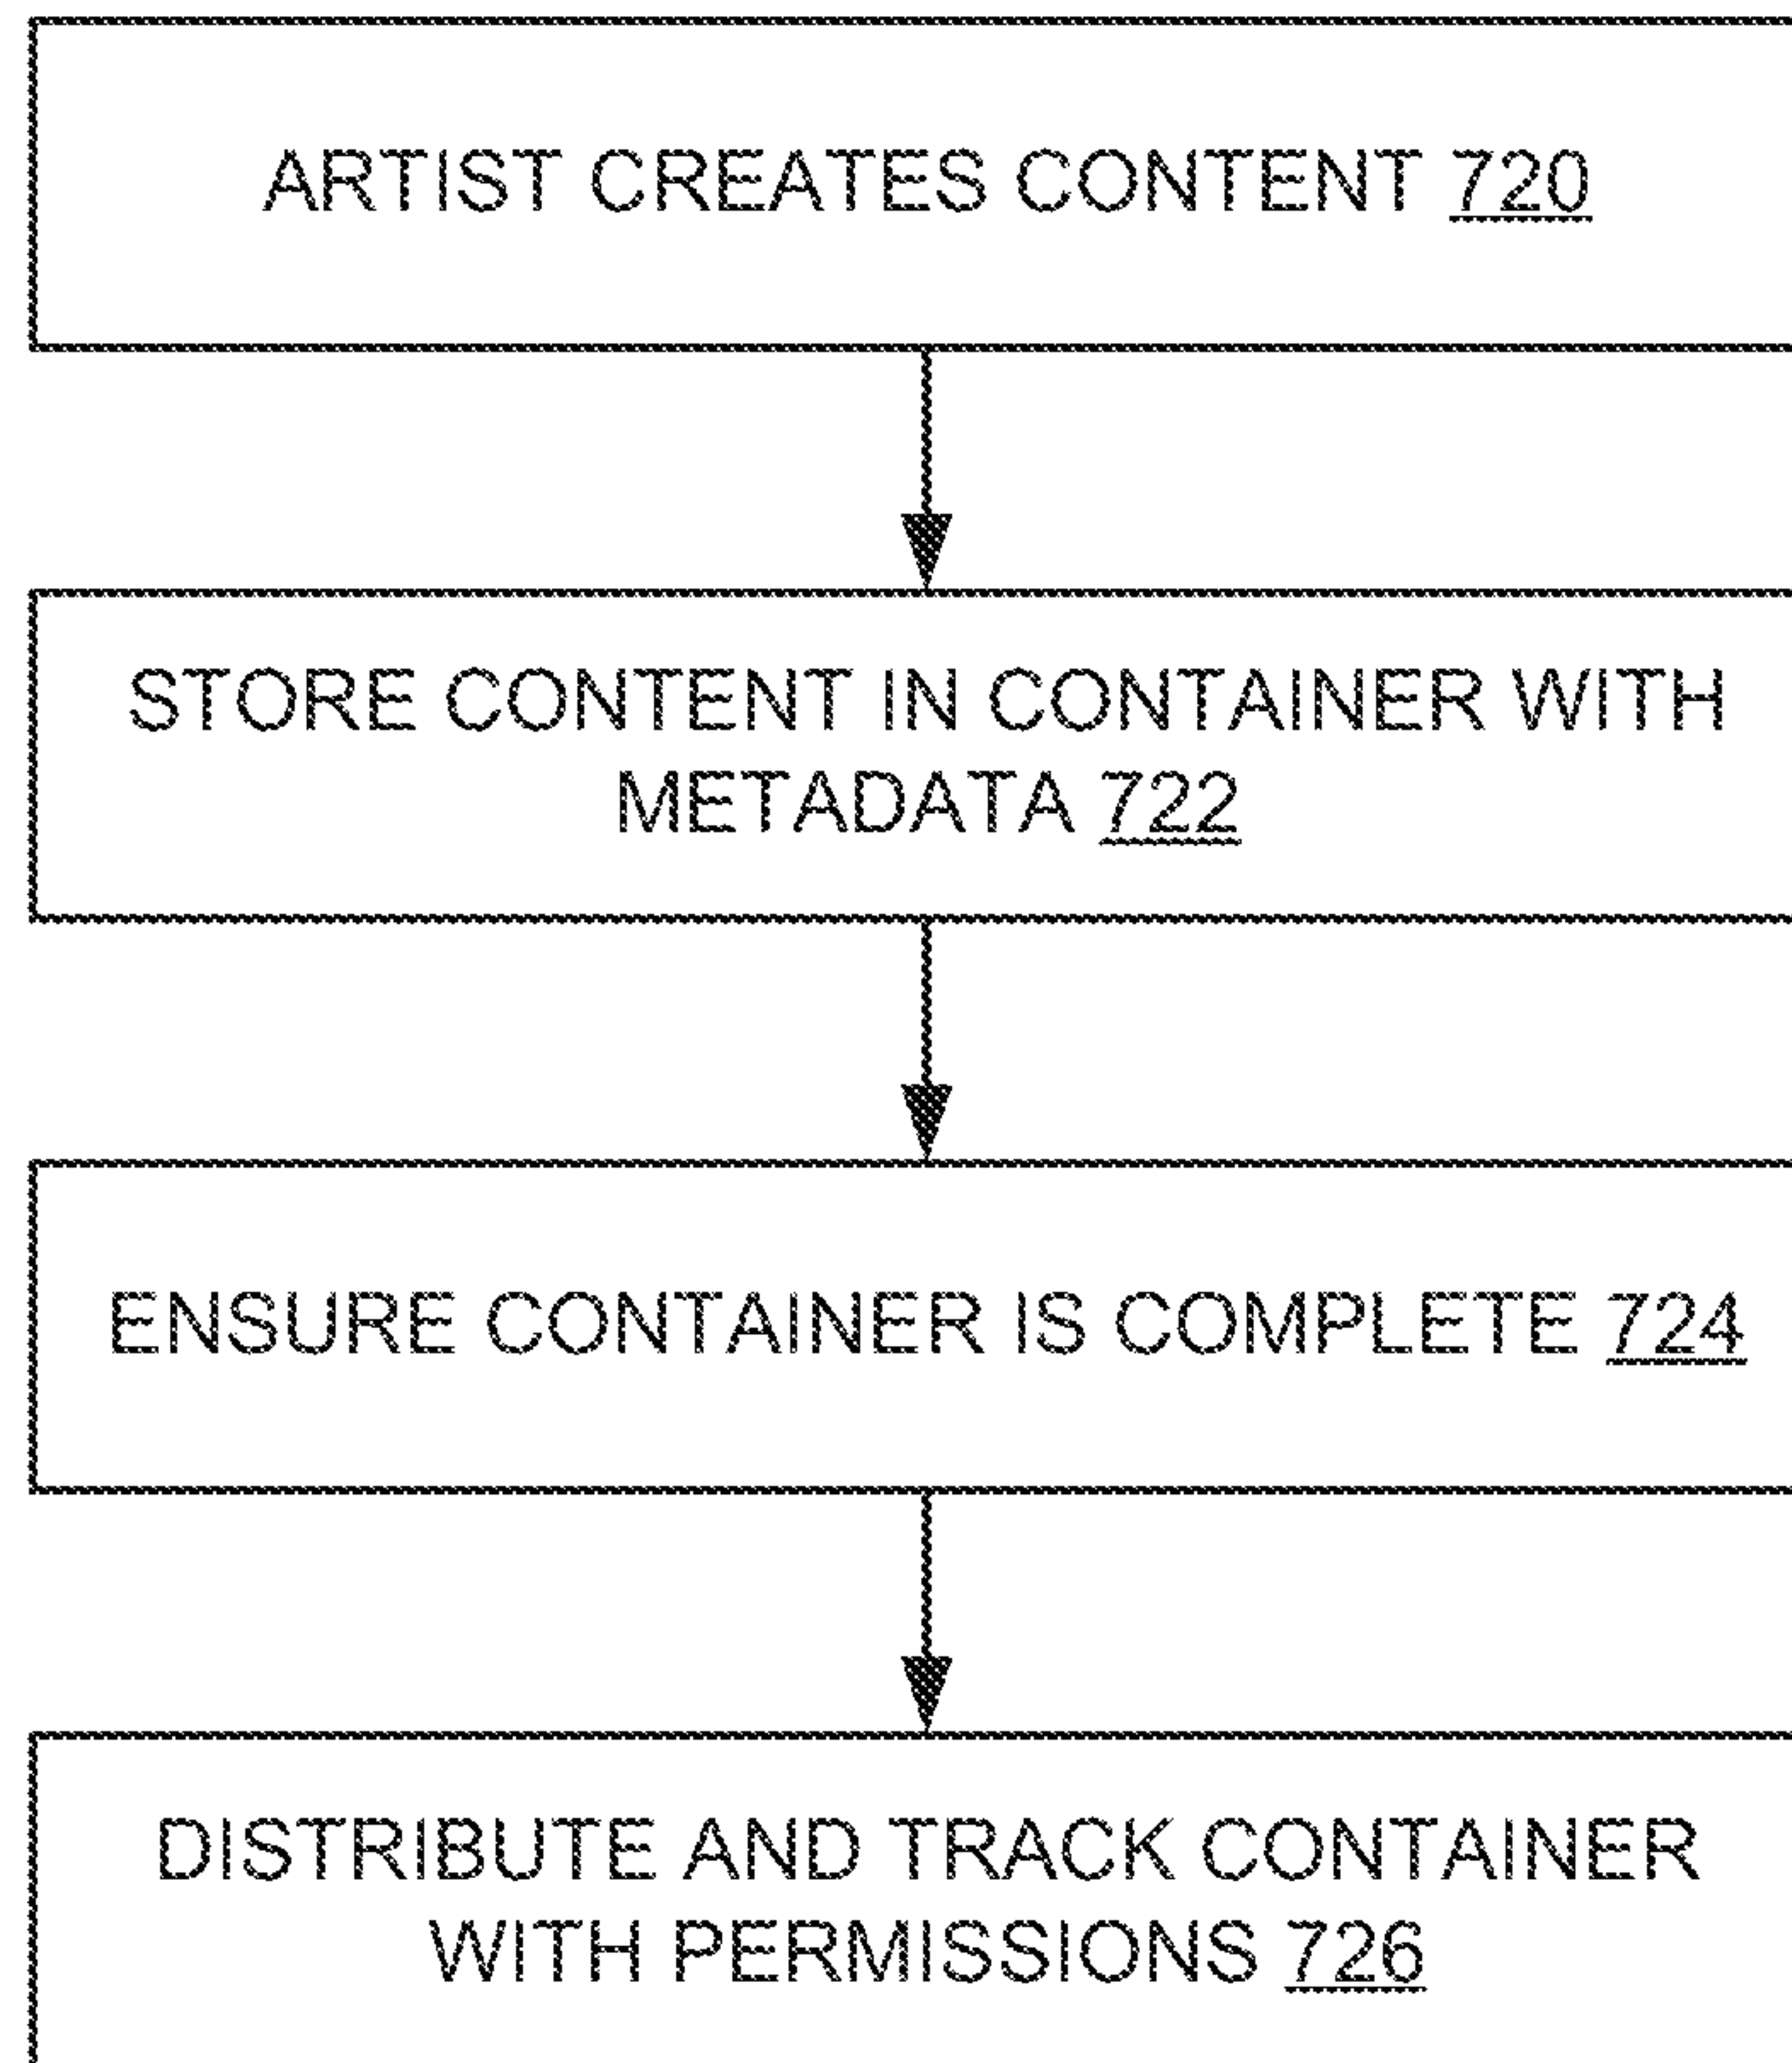 ARTIST CREATES CONTENT 720
STORE CONTENT IN CONTAINER WITH
METADATA 722
ENSURE CONTAINER IS COMPLETE 724
DISTRIBUTE AND TRACK CONTAINER
WITH PERMISSIONS 726